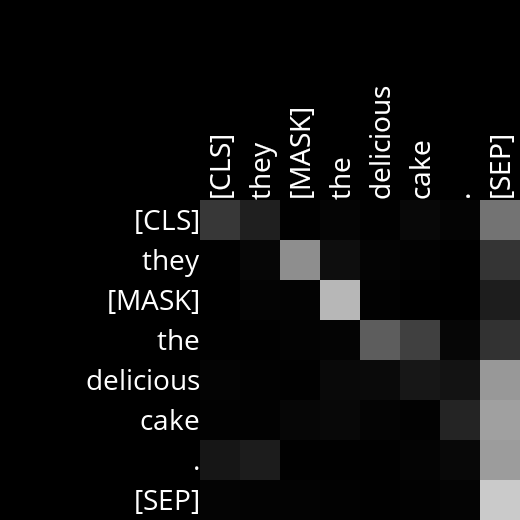 [CLS] they [MASK] the delicious cake . [SEP]
[CLS]
they
[MASK]
the
delicious
cake
.
[SEP]